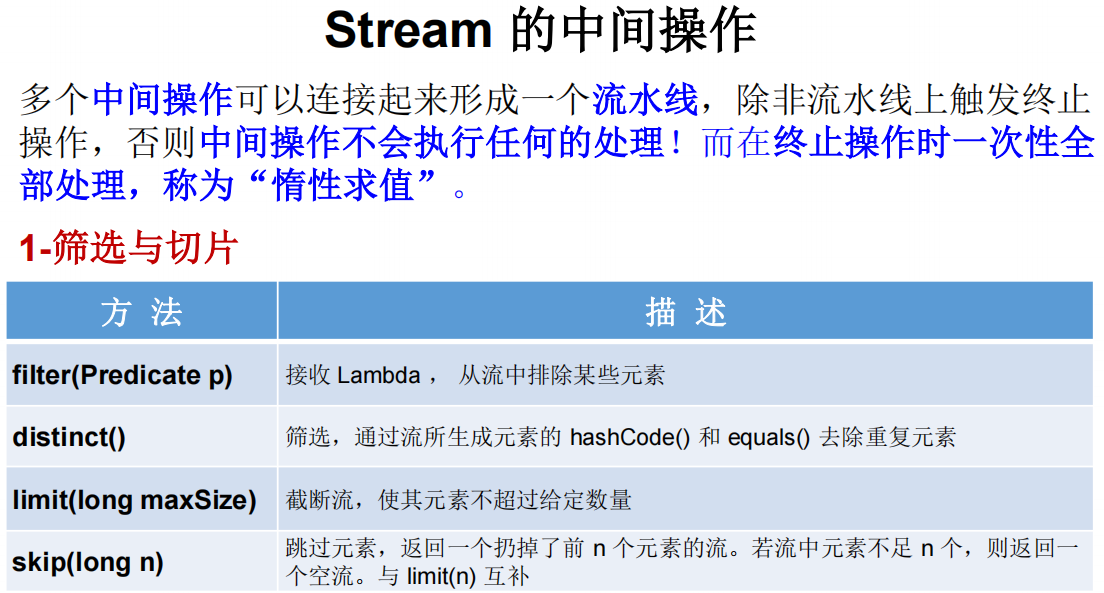 Stream 的中间操作
多个中间操作可以连接起来形成一个流水线，除非流水线上触发终止
操作，否则中间操作不会执行任何的处理！而在终止操作时一次性全
部处理，称为“惰性求值”。
1-筛选与切片
方 法 描 述
filter(Predicate p) 接收 Lambda ， 从流中排除某些元素
distinct() 筛选，通过流所生成元素的 hashCode() 和 equals() 去除重复元素
limit(long maxSize) 截断流，使其元素不超过给定数量
skip(long n) 跳过元素，返回一个扔掉了前 n 个元素的流。若流中元素不足 n 个，则返回一
个空流。与 limit(n) 互补